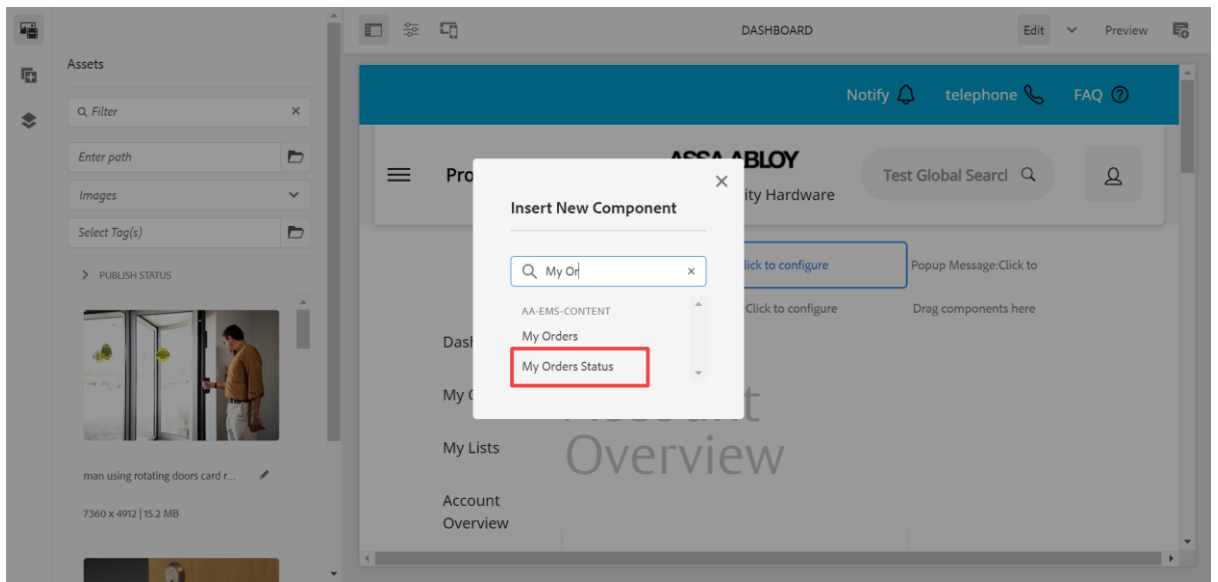 DASHBOARD
Edit
Preview
Assets
Filter
Enter path
Images
Select Tag(s)
PUBLISH STATUS
man using rotating doors card r...
7360 x 4912 | 15.2 MB
Notify
telephone
FAQ
Pro
ASSA ABLOY
ity Hardware
Test Global Searcl
Insert New Component
My Or
AA-EMS-CONTENT
My Orders
My Orders Status
lick to configure
Popup Message:Click to
:Click to configure
Drag components here
Dash
My O
My Lists
Account
Overview
Account
Overview